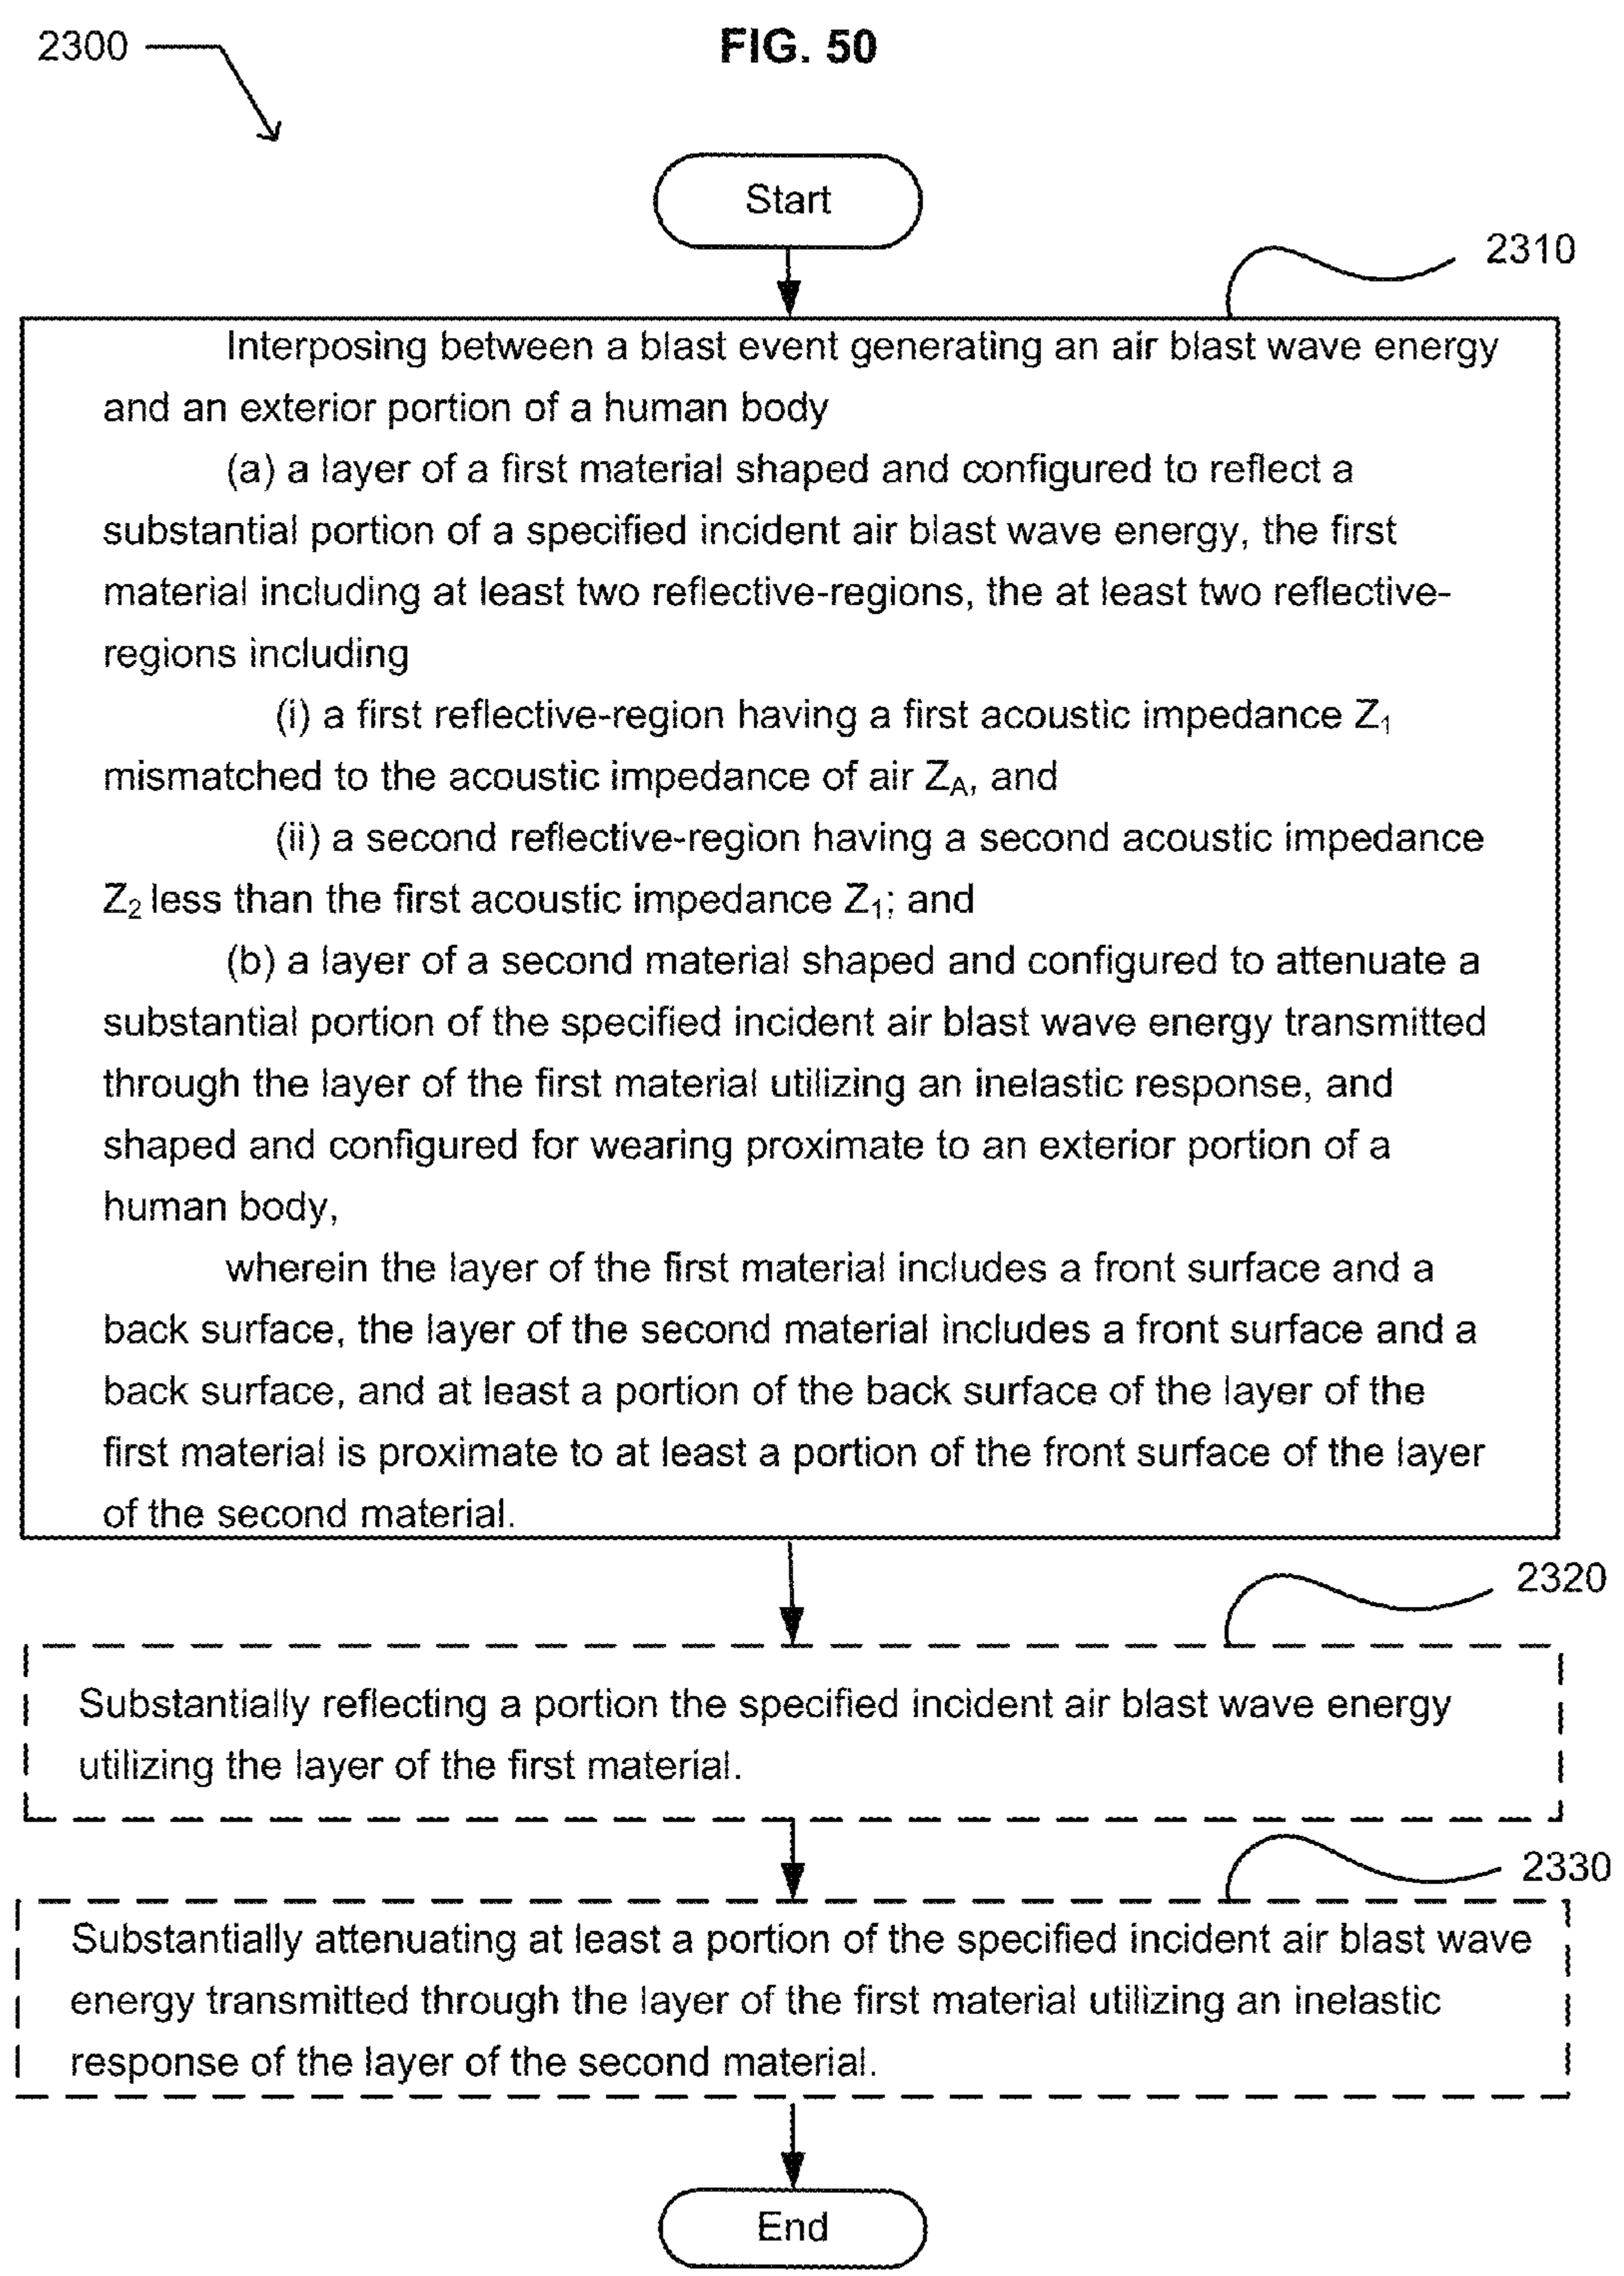 2300
FIG. 50
Start
2310
Interposing between a blast event generating an air blast wave energy
and an exterior portion of a human body
(a) a layer of a first material shaped and configured to reflect a
substantial portion of a specified incident air blast wave energy, the first
material including at least two reflective-regions, the at least two reflective-
regions including
(i) a first reflective-region having a first acoustic impedance Z₁
mismatched to the acoustic impedance of air Z_A, and
(ii) a second reflective-region having a second acoustic impedance
Z₂ less than the first acoustic impedance Z₁; and
(b) a layer of a second material shaped and configured to attenuate a
substantial portion of the specified incident air blast wave energy transmitted
through the layer of the first material utilizing an inelastic response, and
shaped and configured for wearing proximate to an exterior portion of a
human body,
wherein the layer of the first material includes a front surface and a
back surface, the layer of the second material includes a front surface and a
back surface, and at least a portion of the back surface of the layer of the
first material is proximate to at least a portion of the front surface of the layer
of the second material.
2320
Substantially reflecting a portion the specified incident air blast wave energy
utilizing the layer of the first material.
2330
Substantially attenuating at least a portion of the specified incident air blast wave
energy transmitted through the layer of the first material utilizing an inelastic
response of the layer of the second material.
End